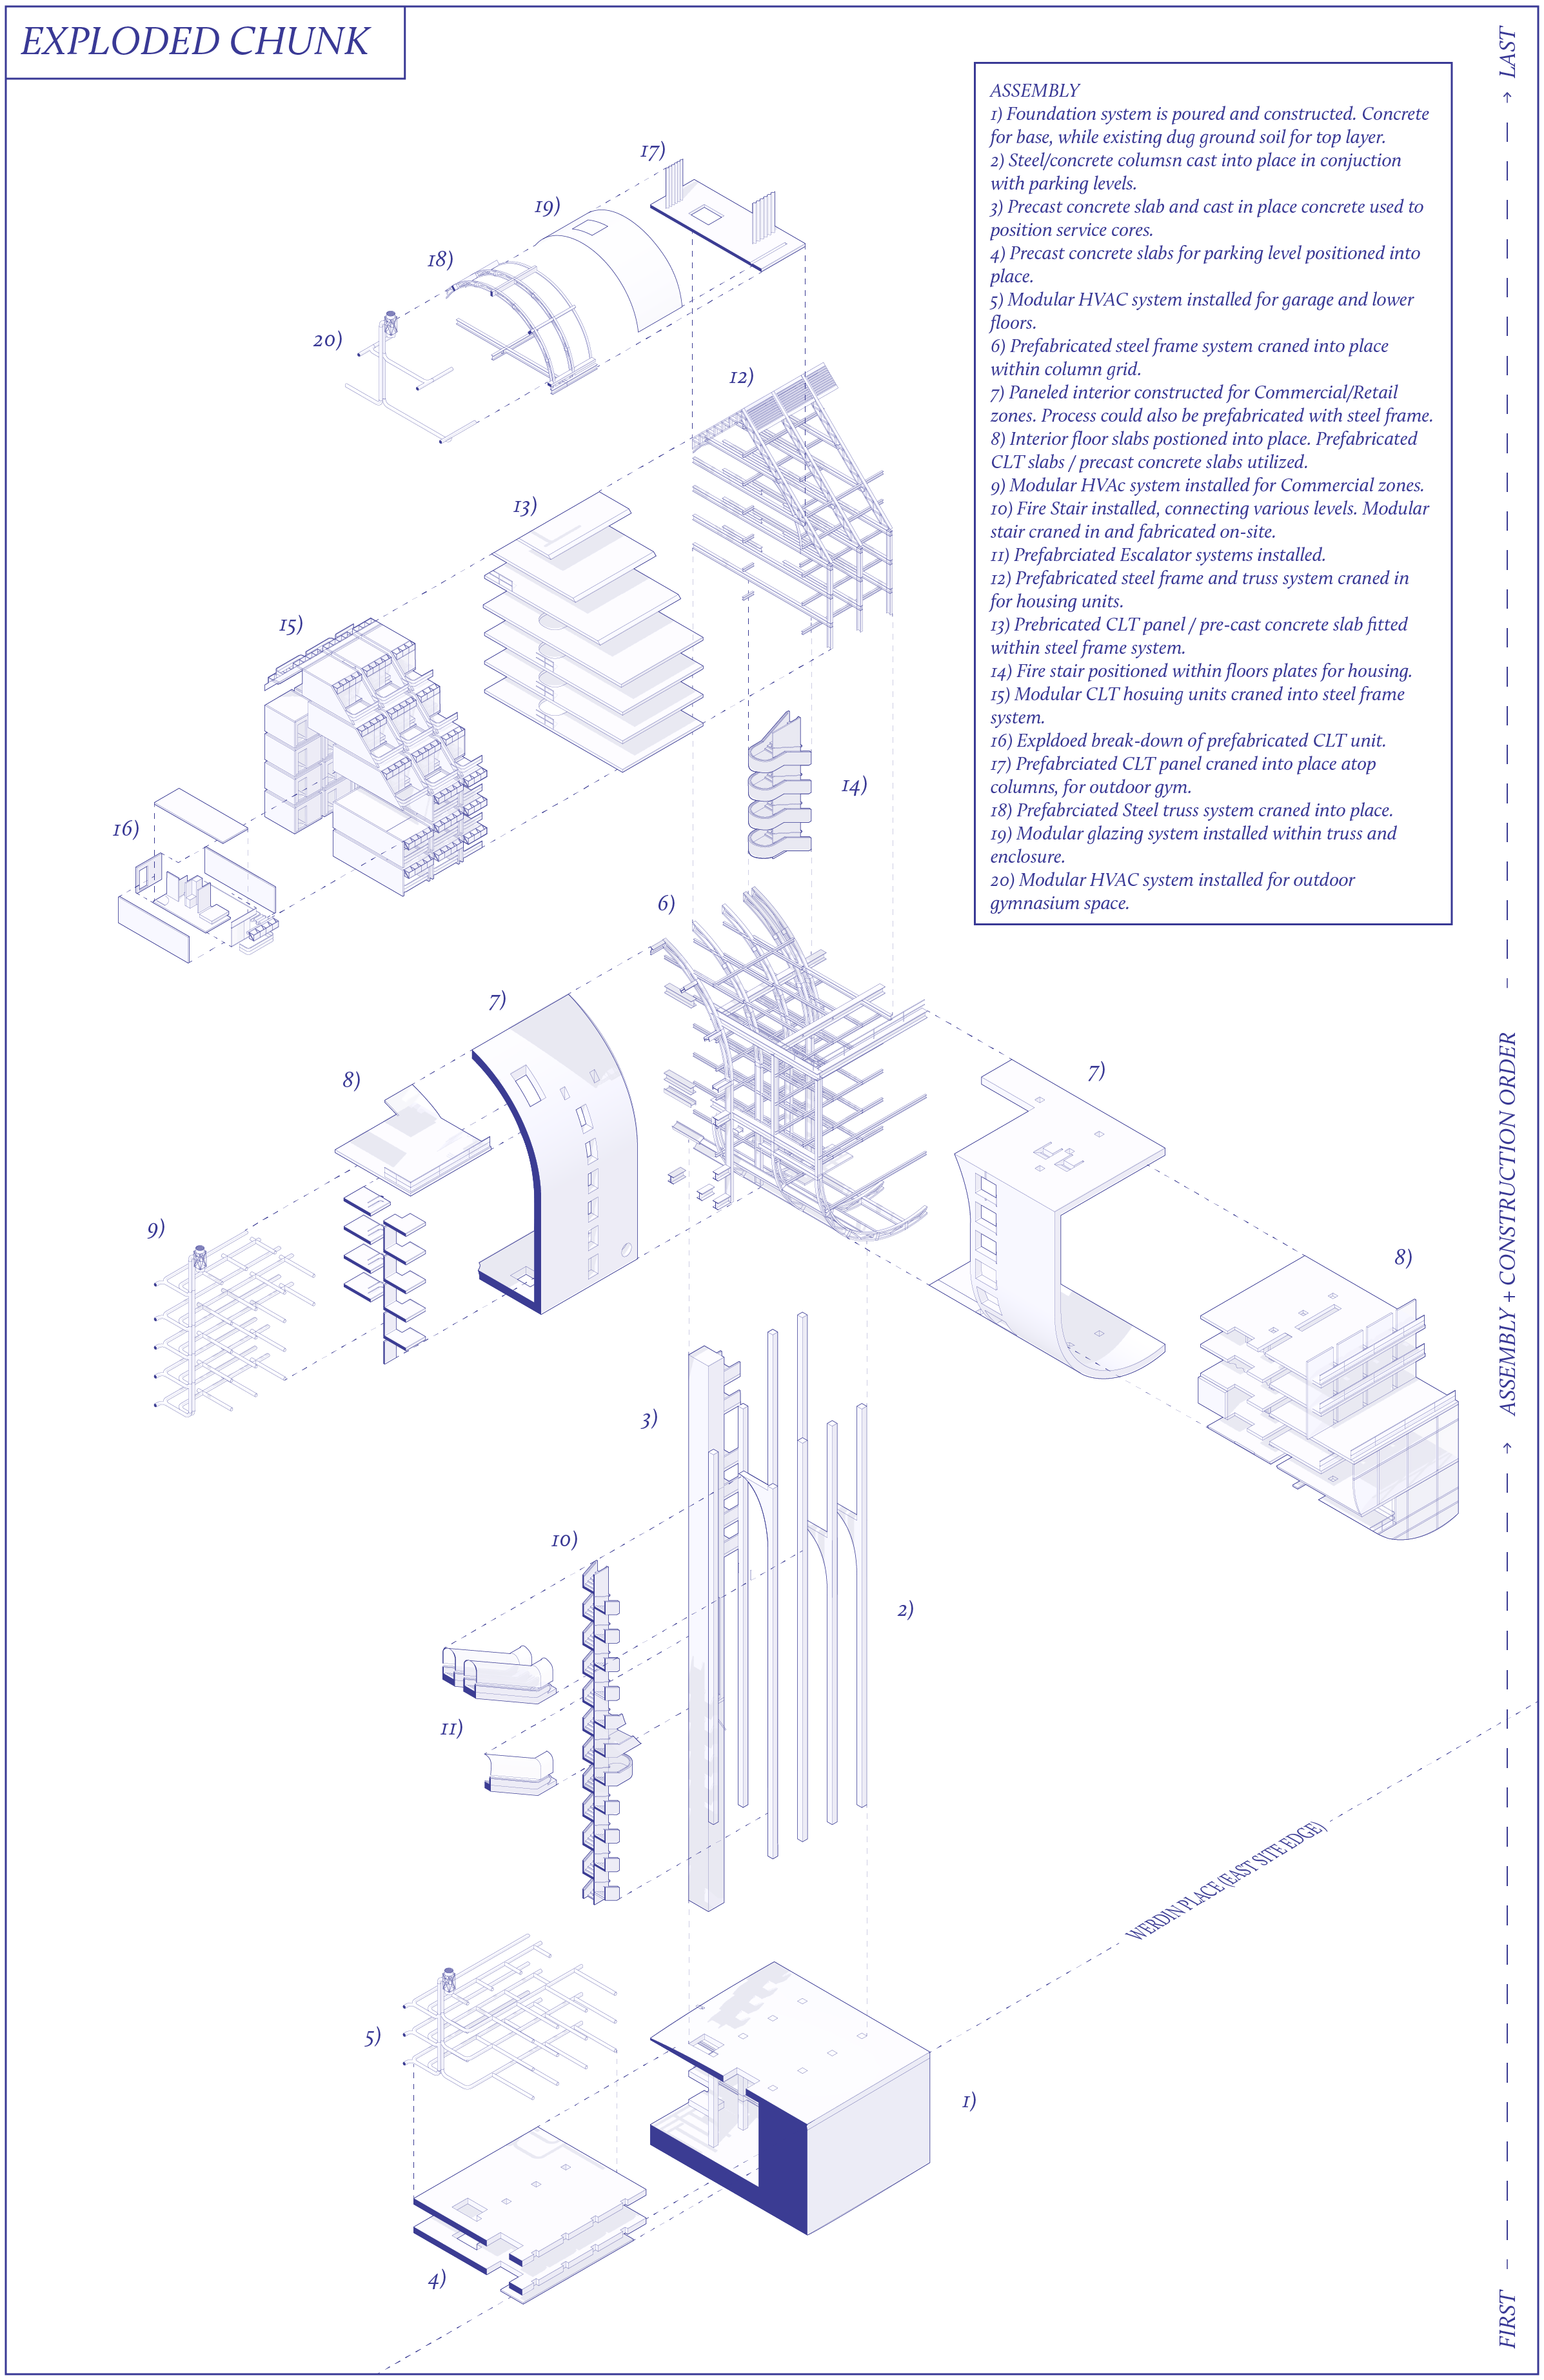 EXPLODED CHUNK
ASSEMBLY
1) Foundation system is poured and constructed. Concrete
for base, while existing dug ground soil for top layer.
2) Steel/concrete columsn cast into place in conjuction
with parking levels.
3) Precast concrete slab and cast in place concrete used to
position service cores.
4) Precast concrete slabs for parking level positioned into
place.
5) Modular HVAC system installed for garage and lower
floors.
6) Prefabricated steel frame system craned into place
within column grid.
7) Paneled interior constructed for Commercial/Retail
zones. Process could also be prefabricated with steel frame.
8) Interior floor slabs postioned into place. Prefabricated
CLT slabs / precast concrete slabs utilized.
9) Modular HVAc system installed for Commercial zones.
10) Fire Stair installed, connecting various levels. Modular
stair craned in and fabricated on-site.
11) Prefabrciated Escalator systems installed.
12) Prefabricated steel frame and truss system craned in
for housing units.
13) Prebricated CLT panel / pre-cast concrete slab fitted
within steel frame system.
14) Fire stair positioned within floors plates for housing.
15) Modular CLT hosuing units craned into steel frame
system.
16) Expldoed break-down of prefabricated CLT unit.
17) Prefabrciated CLT panel craned into place atop
columns, for outdoor gym.
18) Prefabrciated Steel truss system craned into place.
19) Modular glazing system installed within truss and
enclosure.
20) Modular HVAC system installed for outdoor
gymnasium space.
LAST
ASSEMBLY + CONSTRUCTION ORDER
FIRST
17)
19)
18)
20)
12)
13)
15)
14)
16)
6)
7)
7)
8)
9)
8)
3)
10)
2)
11)
WERDIN PLACE (EAST SITE EDGE)
5)
1)
4)